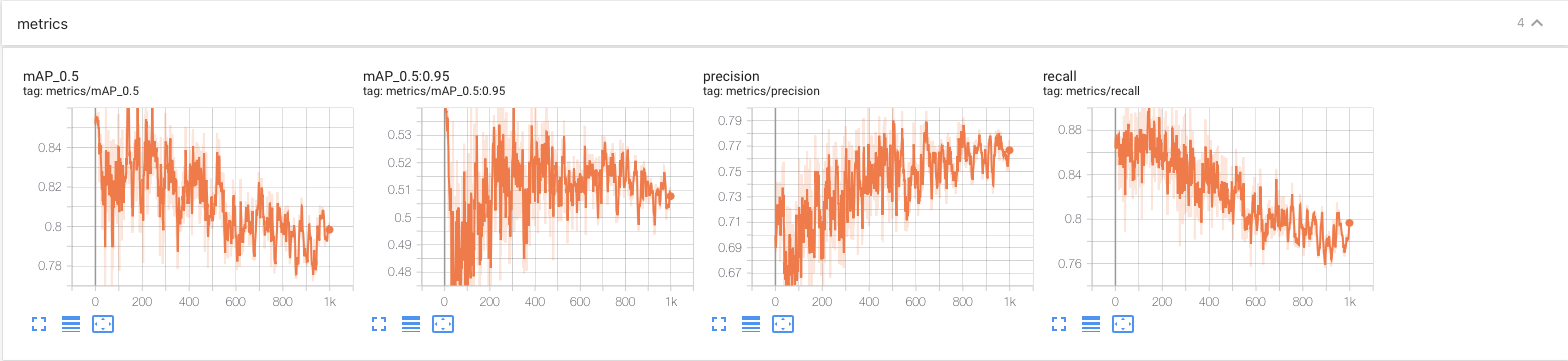 metrics 4
mAP_0.5
tag: metrics/mAP_0.5
0.84
0.82
0.8
0.78
0 200 400 600 800 1k
mAP_0.5:0.95
tag: metrics/mAP_0.5:0.95
0.53
0.52
0.51
0.5
0.49
0.48
0 200 400 600 800 1k
precision
tag: metrics/precision
0.79
0.77
0.75
0.73
0.71
0.69
0.67
0 200 400 600 800 1k
recall
tag: metrics/recall
0.88
0.84
0.8
0.76
0 200 400 600 800 1k